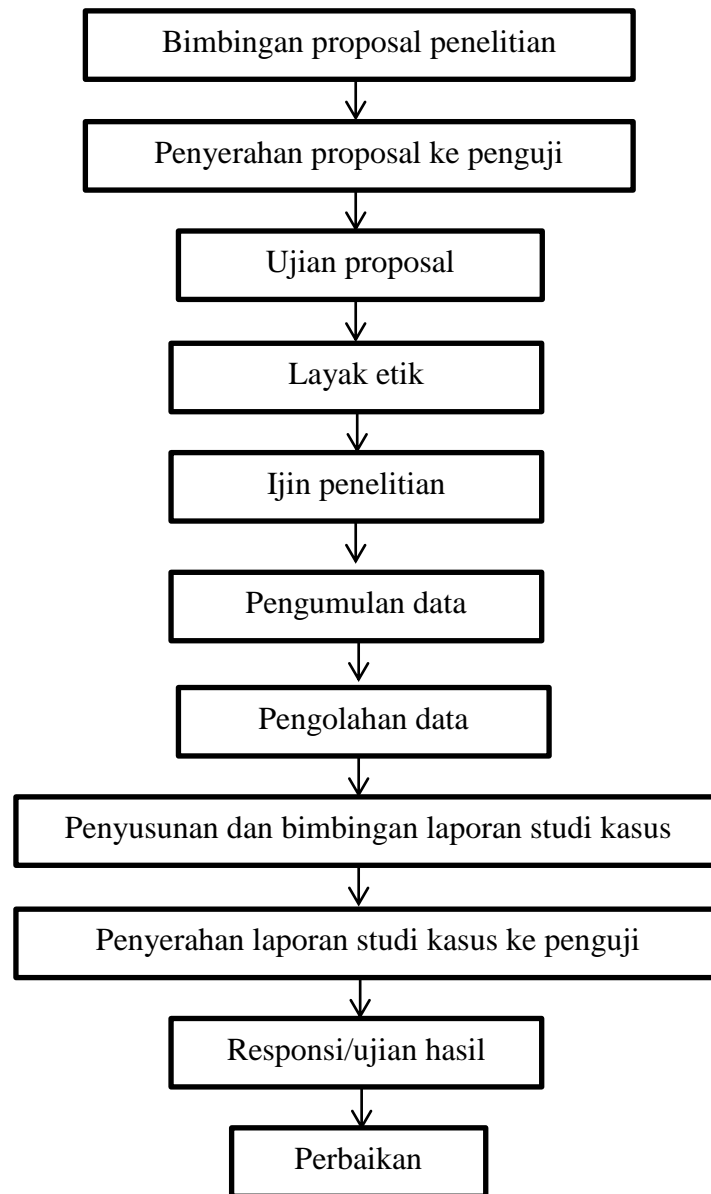 Bimbingan proposal penelitian
Penyerahan proposal ke penguji
Ujian proposal
Layak etik
Ijin penelitian
Pengumulan data
Pengolahan data
Penyusunan dan bimbingan laporan studi kasus
Penyerahan laporan studi kasus ke penguji
Responsi/ujian hasil
Perbaikan